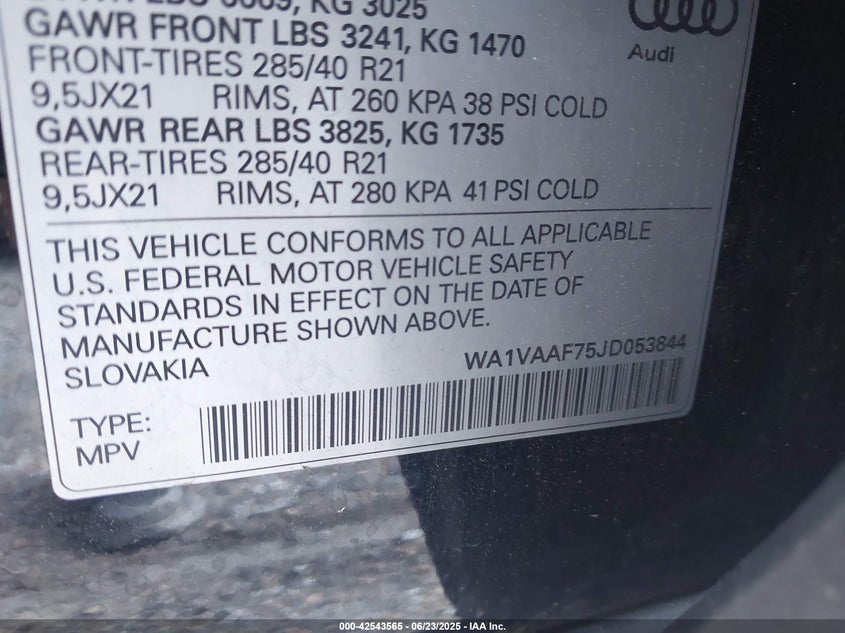 KG 3025
Audi
GAWR FRONT LBS 3241, KG 1470
FRONT-TIRES 285/40 R21
9,5JX21 RIMS, AT 260 KPA 38 PSI COLD
GAWR REAR LBS 3825, KG 1735
REAR-TIRES 285/40 R21
9,5JX21 RIMS, AT 280 KPA 41 PSI COLD
THIS VEHICLE CONFORMS TO ALL APPLICABLE
U.S. FEDERAL MOTOR VEHICLE SAFETY
STANDARDS IN EFFECT ON THE DATE OF
MANUFACTURE SHOWN ABOVE.
SLOVAKIA WA1VAAF75JD053844
TYPE:
MPV
000-42543565 - 06/23/2025 - IAA Inc.